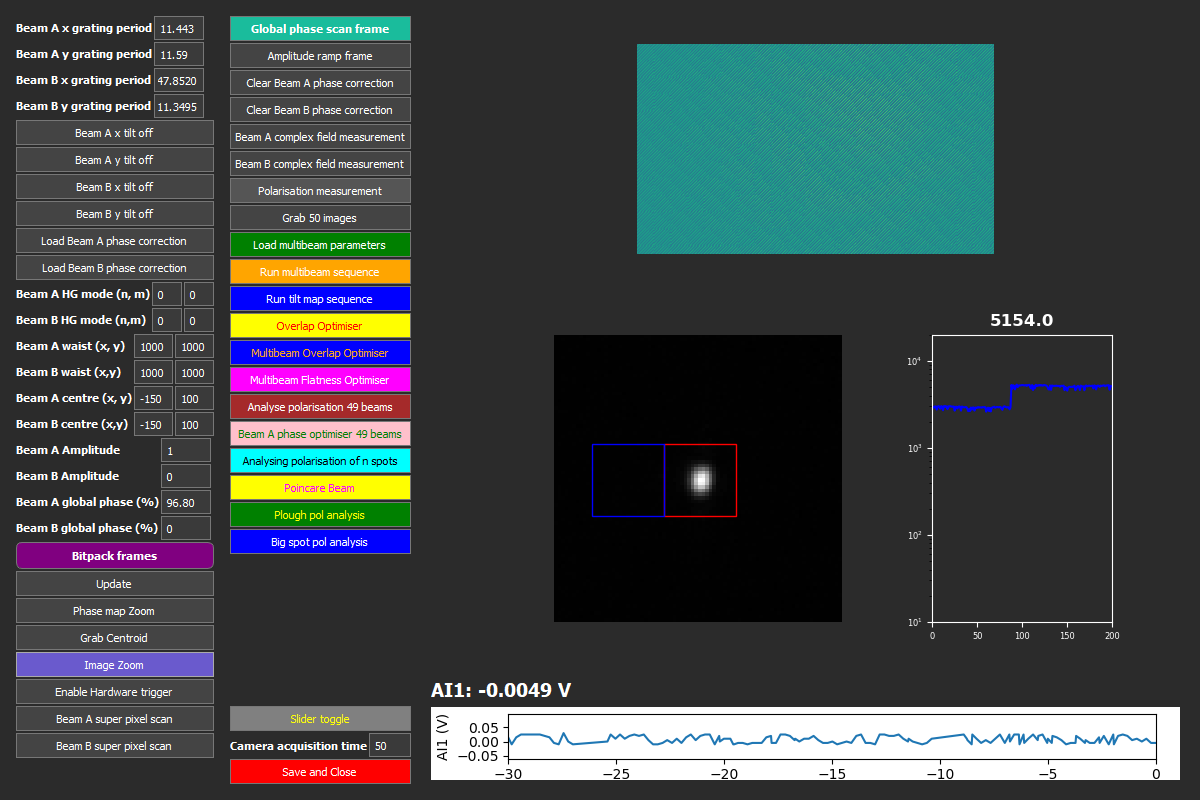 Beam A x grating period 11.443
Beam A y grating period 11.59
Beam B x grating period 47.8520
Beam B y grating period 11.3495
Beam A x tilt off
Beam A y tilt off
Beam B x tilt off
Beam B y tilt off
Load Beam A phase correction
Load Beam B phase correction
Beam A HG mode (n, m) 0 0
Beam B HG mode (n,m) 0 0
Beam A waist (x, y) 1000 1000
Beam B waist (x,y) 1000 1000
Beam A centre (x, y) -150 100
Beam B centre (x,y) -150 100
Beam A Amplitude 1
Beam B Amplitude 0
Beam A global phase (%) 96.80
Beam B global phase (%) 0
Bitpack frames
Update
Phase map Zoom
Grab Centroid
Image Zoom
Enable Hardware trigger
Beam A super pixel scan
Beam B super pixel scan
Global phase scan frame
Amplitude ramp frame
Clear Beam A phase correction
Clear Beam B phase correction
Beam A complex field measurement
Beam B complex field measurement
Polarisation measurement
Grab 50 images
Load multibeam parameters
Run multibeam sequence
Run tilt map sequence
Overlap Optimiser
Multibeam Overlap Optimiser
Multibeam Flatness Optimiser
Analyse polarisation 49 beams
Beam A phase optimiser 49 beams
Analysing polarisation of n spots
Poincare Beam
Plough pol analysis
Big spot pol analysis
Slider toggle
Camera acquisition time 50
Save and Close
5154.0
10⁴
10³
10²
10¹
0 50 100 150 200
AI1: -0.0049 V
AI1 (V)
0.05
0.00
−0.05
−30 −25 −20 −15 −10 −5 0